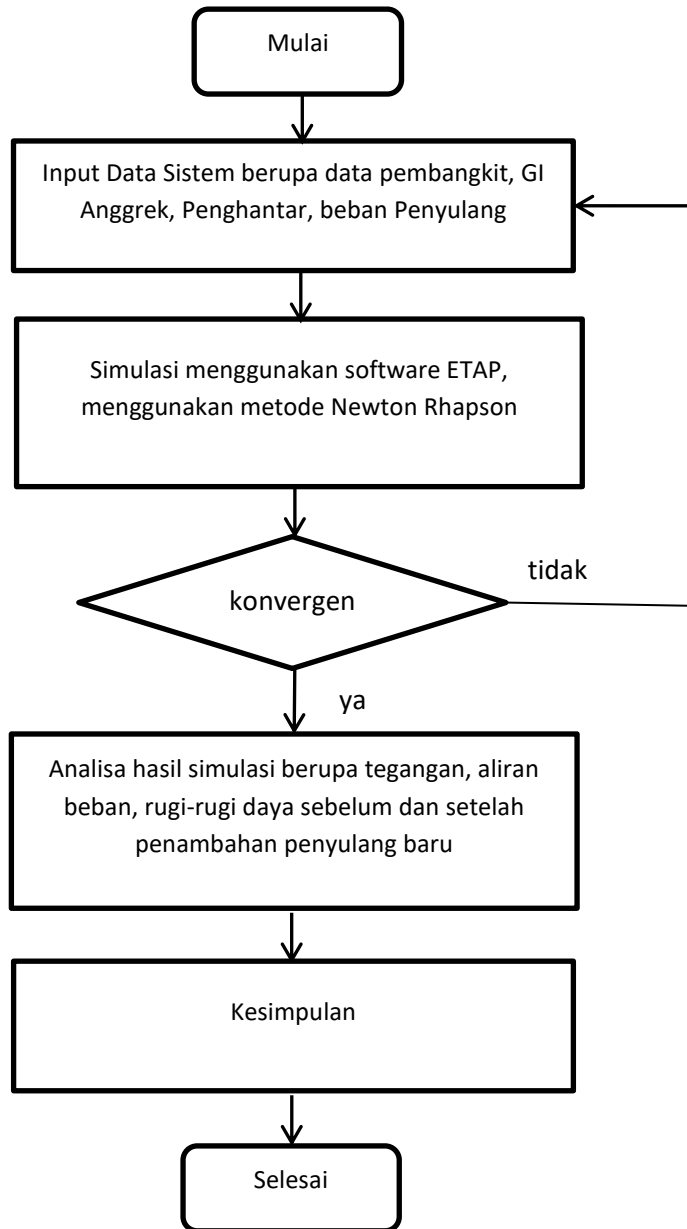 Mulai
Input Data Sistem berupa data pembangkit, GI
Anggrek, Penghantar, beban Penyulang
Simulasi menggunakan software ETAP,
menggunakan metode Newton Rhapson
tidak
konvergen
ya
Analisa hasil simulasi berupa tegangan, aliran
beban, rugi-rugi daya sebelum dan setelah
penambahan penyulang baru
Kesimpulan
Selesai